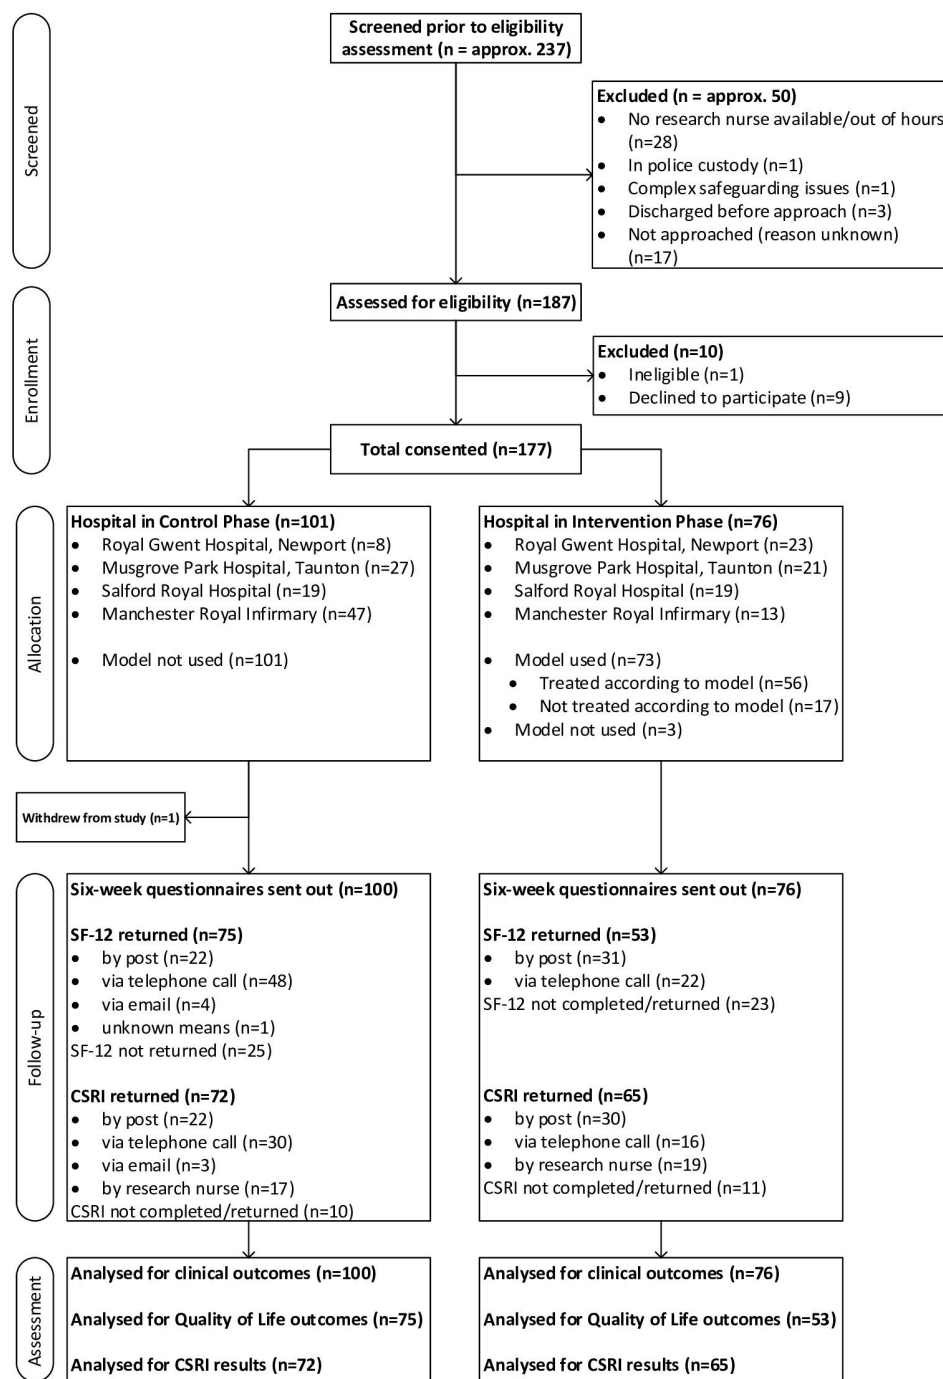 Screened
Screened prior to eligibility
assessment (n = approx. 237)
Excluded (n = approx. 50)
● No research nurse available/out of hours
(n=28)
● In police custody (n=1)
● Complex safeguarding issues (n=1)
● Discharged before approach (n=3)
● Not approached (reason unknown)
(n=17)
Enrollment
Assessed for eligibility (n=187)
Excluded (n=10)
● Ineligible (n=1)
● Declined to participate (n=9)
Total consented (n=177)
Allocation
Hospital in Control Phase (n=101)
● Royal Gwent Hospital, Newport (n=8)
● Musgrove Park Hospital, Taunton (n=27)
● Salford Royal Hospital (n=19)
● Manchester Royal Infirmary (n=47)
● Model not used (n=101)
Hospital in Intervention Phase (n=76)
● Royal Gwent Hospital, Newport (n=23)
● Musgrove Park Hospital, Taunton (n=21)
● Salford Royal Hospital (n=19)
● Manchester Royal Infirmary (n=13)
● Model used (n=73)
● Treated according to model (n=56)
● Not treated according to model (n=17)
● Model not used (n=3)
Withdrew from study (n=1)
Follow-up
Six-week questionnaires sent out (n=100)
SF-12 returned (n=75)
● by post (n=22)
● via telephone call (n=48)
● via email (n=4)
● unknown means (n=1)
SF-12 not returned (n=25)
CSRI returned (n=72)
● by post (n=22)
● via telephone call (n=30)
● via email (n=3)
● by research nurse (n=17)
CSRI not completed/returned (n=10)
Six-week questionnaires sent out (n=76)
SF-12 returned (n=53)
● by post (n=31)
● via telephone call (n=22)
SF-12 not completed/returned (n=23)
CSRI returned (n=65)
● by post (n=30)
● via telephone call (n=16)
● by research nurse (n=19)
CSRI not completed/returned (n=11)
Assessment
Analysed for clinical outcomes (n=100)
Analysed for Quality of Life outcomes (n=75)
Analysed for CSRI results (n=72)
Analysed for clinical outcomes (n=76)
Analysed for Quality of Life outcomes (n=53)
Analysed for CSRI results (n=65)